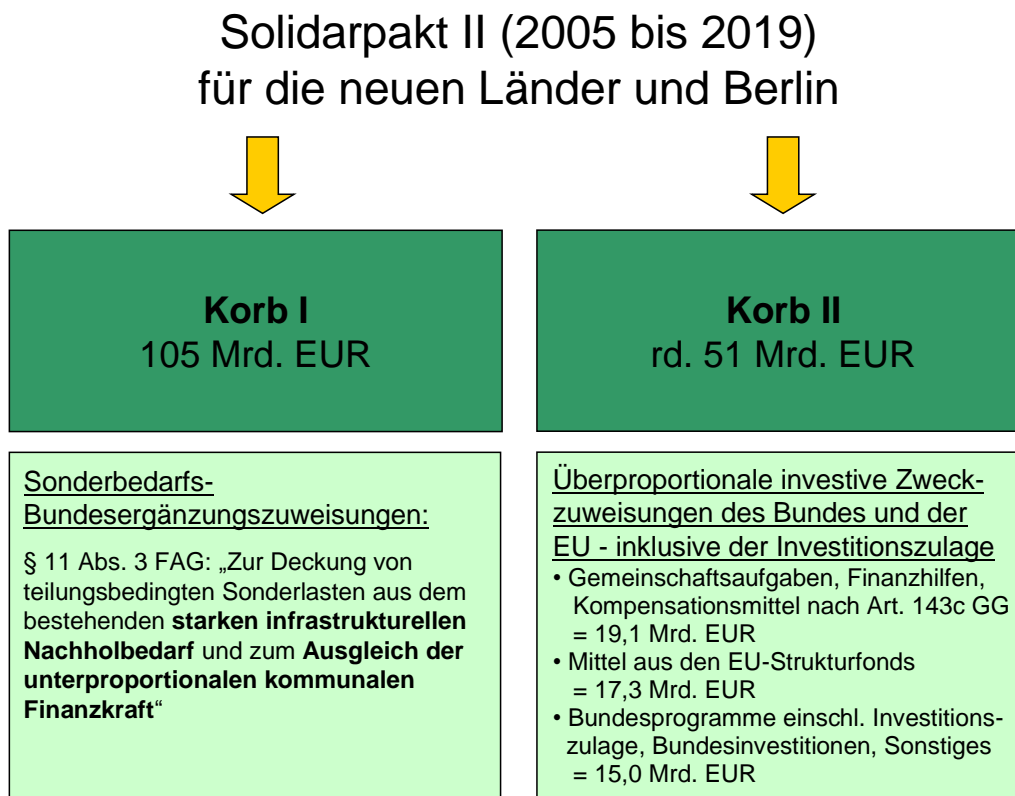 Solidarpakt II (2005 bis 2019)
für die neuen Länder und Berlin
Korb I
105 Mrd. EUR
Korb II
rd. 51 Mrd. EUR
Sonderbedarfs-
Bundesergänzungszuweisungen:
§ 11 Abs. 3 FAG: „Zur Deckung von
teilungsbedingten Sonderlasten aus dem
bestehenden starken infrastrukturellen
Nachholbedarf und zum Ausgleich der
unterproportionalen kommunalen
Finanzkraft“
Überproportionale investive Zweck-
zuweisungen des Bundes und der
EU - inklusive der Investitionszulage
• Gemeinschaftsaufgaben, Finanzhilfen,
Kompensationsmittel nach Art. 143c GG
= 19,1 Mrd. EUR
• Mittel aus den EU-Strukturfonds
= 17,3 Mrd. EUR
• Bundesprogramme einschl. Investitions-
zulage, Bundesinvestitionen, Sonstiges
= 15,0 Mrd. EUR